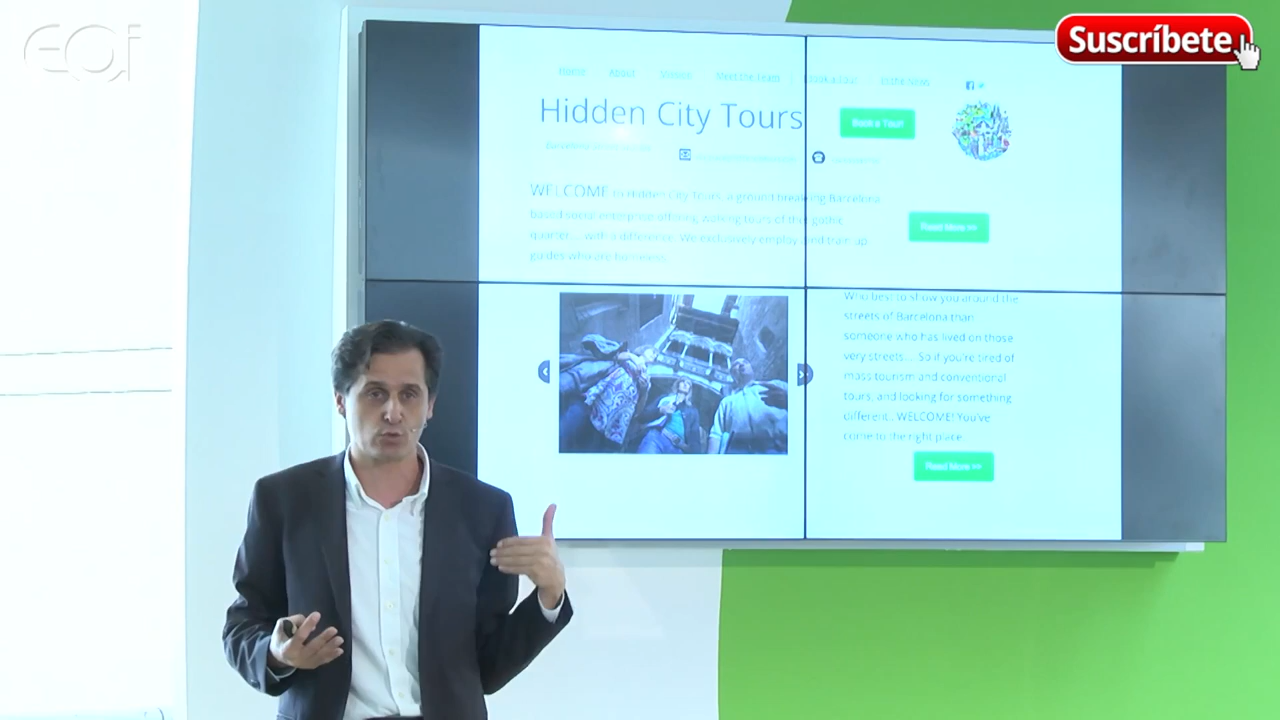 eoi
Suscríbete
Home About Meet the Team Book a Tour In the News
Hidden City Tours
Book a Tour!
WELCOME to Hidden City Tours, a ground breaking Barcelona
based social enterprise offering walking tours of the gothic
quarter... with a difference. We exclusively employ and train up
guides who are homeless.
Read More >>
Who best to show you around the
streets of Barcelona than
someone who has lived on those
very streets... So if you're tired of
mass tourism and conventional
tours, and looking for something
different.. WELCOME! You've
come to the right place.
Read More >>